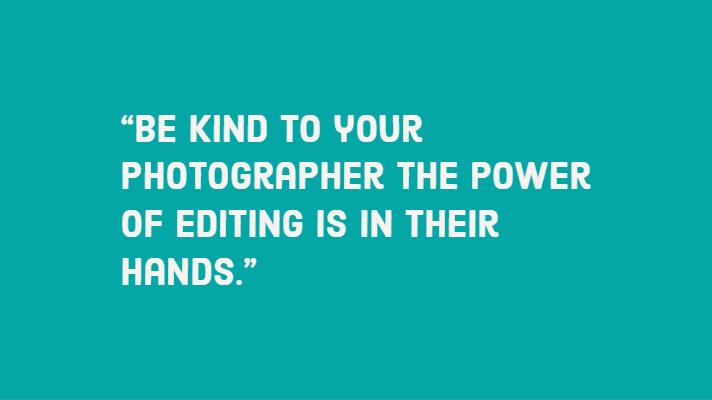 “BE KIND TO YOUR
PHOTOGRAPHER THE POWER
OF EDITING IS IN THEIR
HANDS.”